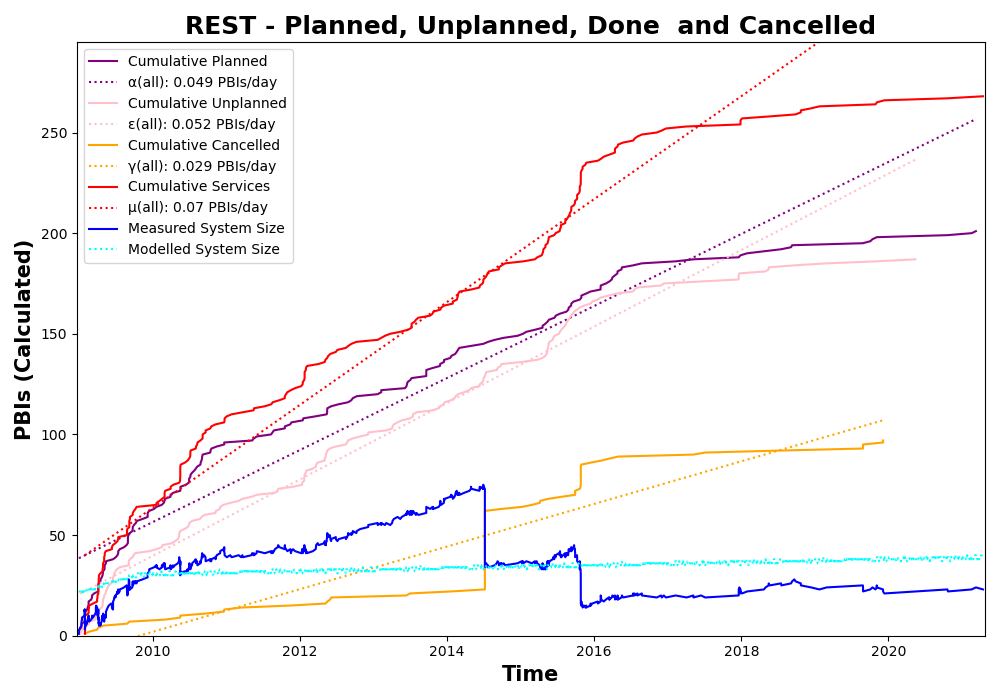 REST - Planned, Unplanned, Done  and Cancelled
Cumulative Planned
α(all): 0.049 PBIs/day
Cumulative Unplanned
ε(all): 0.052 PBIs/day
Cumulative Cancelled
γ(all): 0.029 PBIs/day
Cumulative Services
μ(all): 0.07 PBIs/day
Measured System Size
Modelled System Size
PBIs (Calculated)
250
200
150
100
50
0
2010 2012 2014 2016 2018 2020
Time